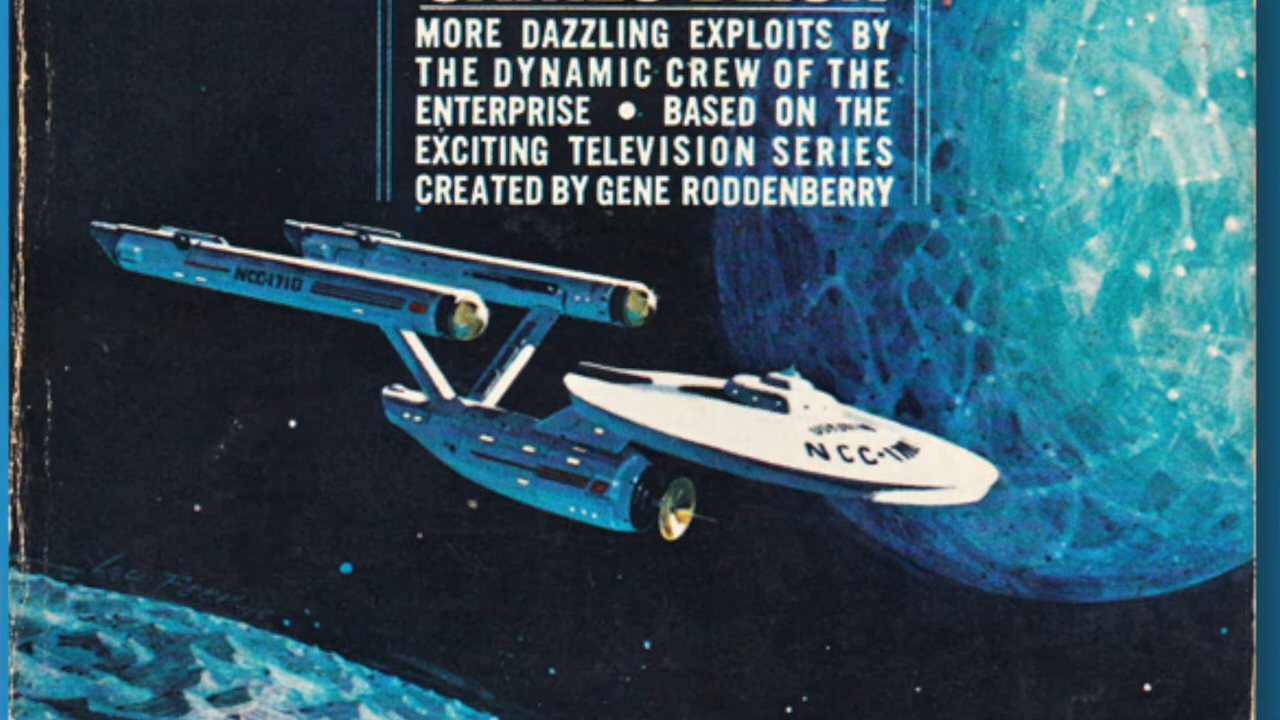 MORE DAZZLING EXPLOITS BY
THE DYNAMIC CREW OF THE
ENTERPRISE • BASED ON THE
EXCITING TELEVISION SERIES
CREATED BY GENE RODDENBERRY
NCC-1710
NCC-1